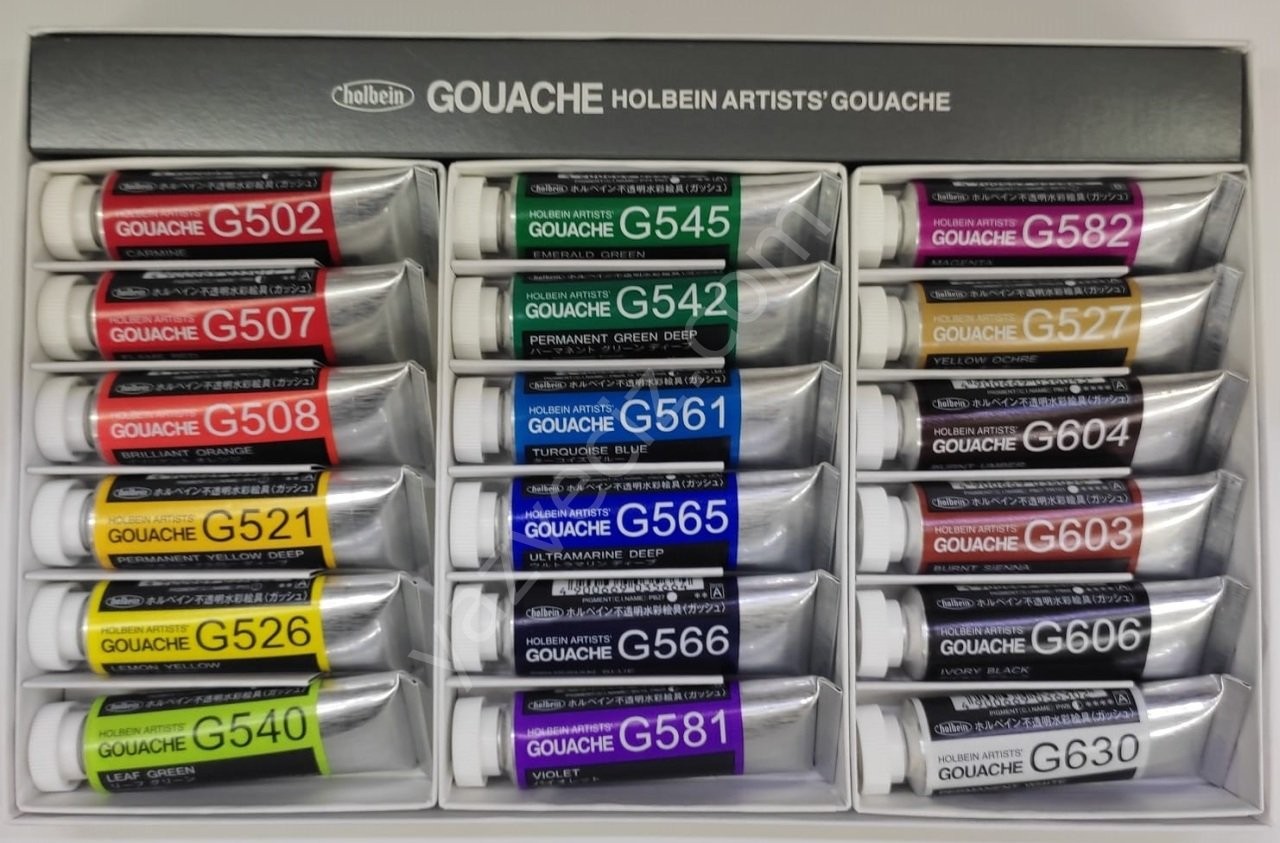 holbein GOUACHE HOLBEIN ARTISTS' GOUACHE
holbein ホルベイン不透明水彩絵具〈ガッシュ〉
HOLBEIN ARTISTS'
GOUACHE G502
CARMINE
A
holbein ホルベイン不透明水彩絵具〈ガッシュ〉
HOLBEIN ARTISTS'
GOUACHE G507
FLAME RED
holbein ホルベイン不透明水彩絵具〈ガッシュ〉
HOLBEIN ARTISTS'
GOUACHE G508
BRILLIANT ORANGE
holbein ホルベイン不透明水彩絵具〈ガッシュ〉
HOLBEIN ARTISTS'
GOUACHE G521
PERMANENT YELLOW DEEP
A
holbein ホルベイン不透明水彩絵具〈ガッシュ〉
HOLBEIN ARTISTS'
GOUACHE G526
LEMON YELLOW
holbein ホルベイン不透明水彩絵具〈ガッシュ〉
HOLBEIN ARTISTS'
GOUACHE G540
LEAF GREEN
リーフ グリーン
holbein ホルベイン不透明水彩絵具〈ガッシュ〉
HOLBEIN ARTISTS'
GOUACHE G545
EMERALD GREEN
HOLBEIN ARTISTS'
GOUACHE G542
PERMANENT GREEN DEEP
パーマネント グリーン ディープ
holbein ホルベイン不透明水彩絵具〈ガッシュ〉
HOLBEIN ARTISTS'
GOUACHE G561
TURQUOISE BLUE
ターコイズ ブルー
holbein ホルベイン不透明水彩絵具〈ガッシュ〉
HOLBEIN ARTISTS'
GOUACHE G565
ULTRAMARINE DEEP
ウルトラマリン ディープ
PIGMENT(C.I.NAME): PB27 A
holbein ホルベイン不透明水彩絵具〈ガッシュ〉
HOLBEIN ARTISTS'
GOUACHE G566
PRUSSIAN BLUE
holbein ホルベイン不透明水彩絵具〈ガッシュ〉
HOLBEIN ARTISTS'
GOUACHE G581
VIOLET
バイオレット
holbein ホルベイン不透明水彩絵具〈ガッシュ〉
HOLBEIN ARTISTS'
GOUACHE G582
MAGENTA
holbein ホルベイン不透明水彩絵具〈ガッシュ〉
HOLBEIN ARTISTS'
GOUACHE G527
YELLOW OCHRE
A
holbein ホルベイン不透明水彩絵具〈ガッシュ〉
HOLBEIN ARTISTS'
GOUACHE G604
BURNT UMBER
holbein ホルベイン不透明水彩絵具〈ガッシュ〉
HOLBEIN ARTISTS'
GOUACHE G603
BURNT SIENNA
holbein ホルベイン不透明水彩絵具〈ガッシュ〉
HOLBEIN ARTISTS'
GOUACHE G606
IVORY BLACK
A
holbein ホルベイン不透明水彩絵具〈ガッシュ〉
HOLBEIN ARTISTS'
GOUACHE G630
PERMANENT WHITE